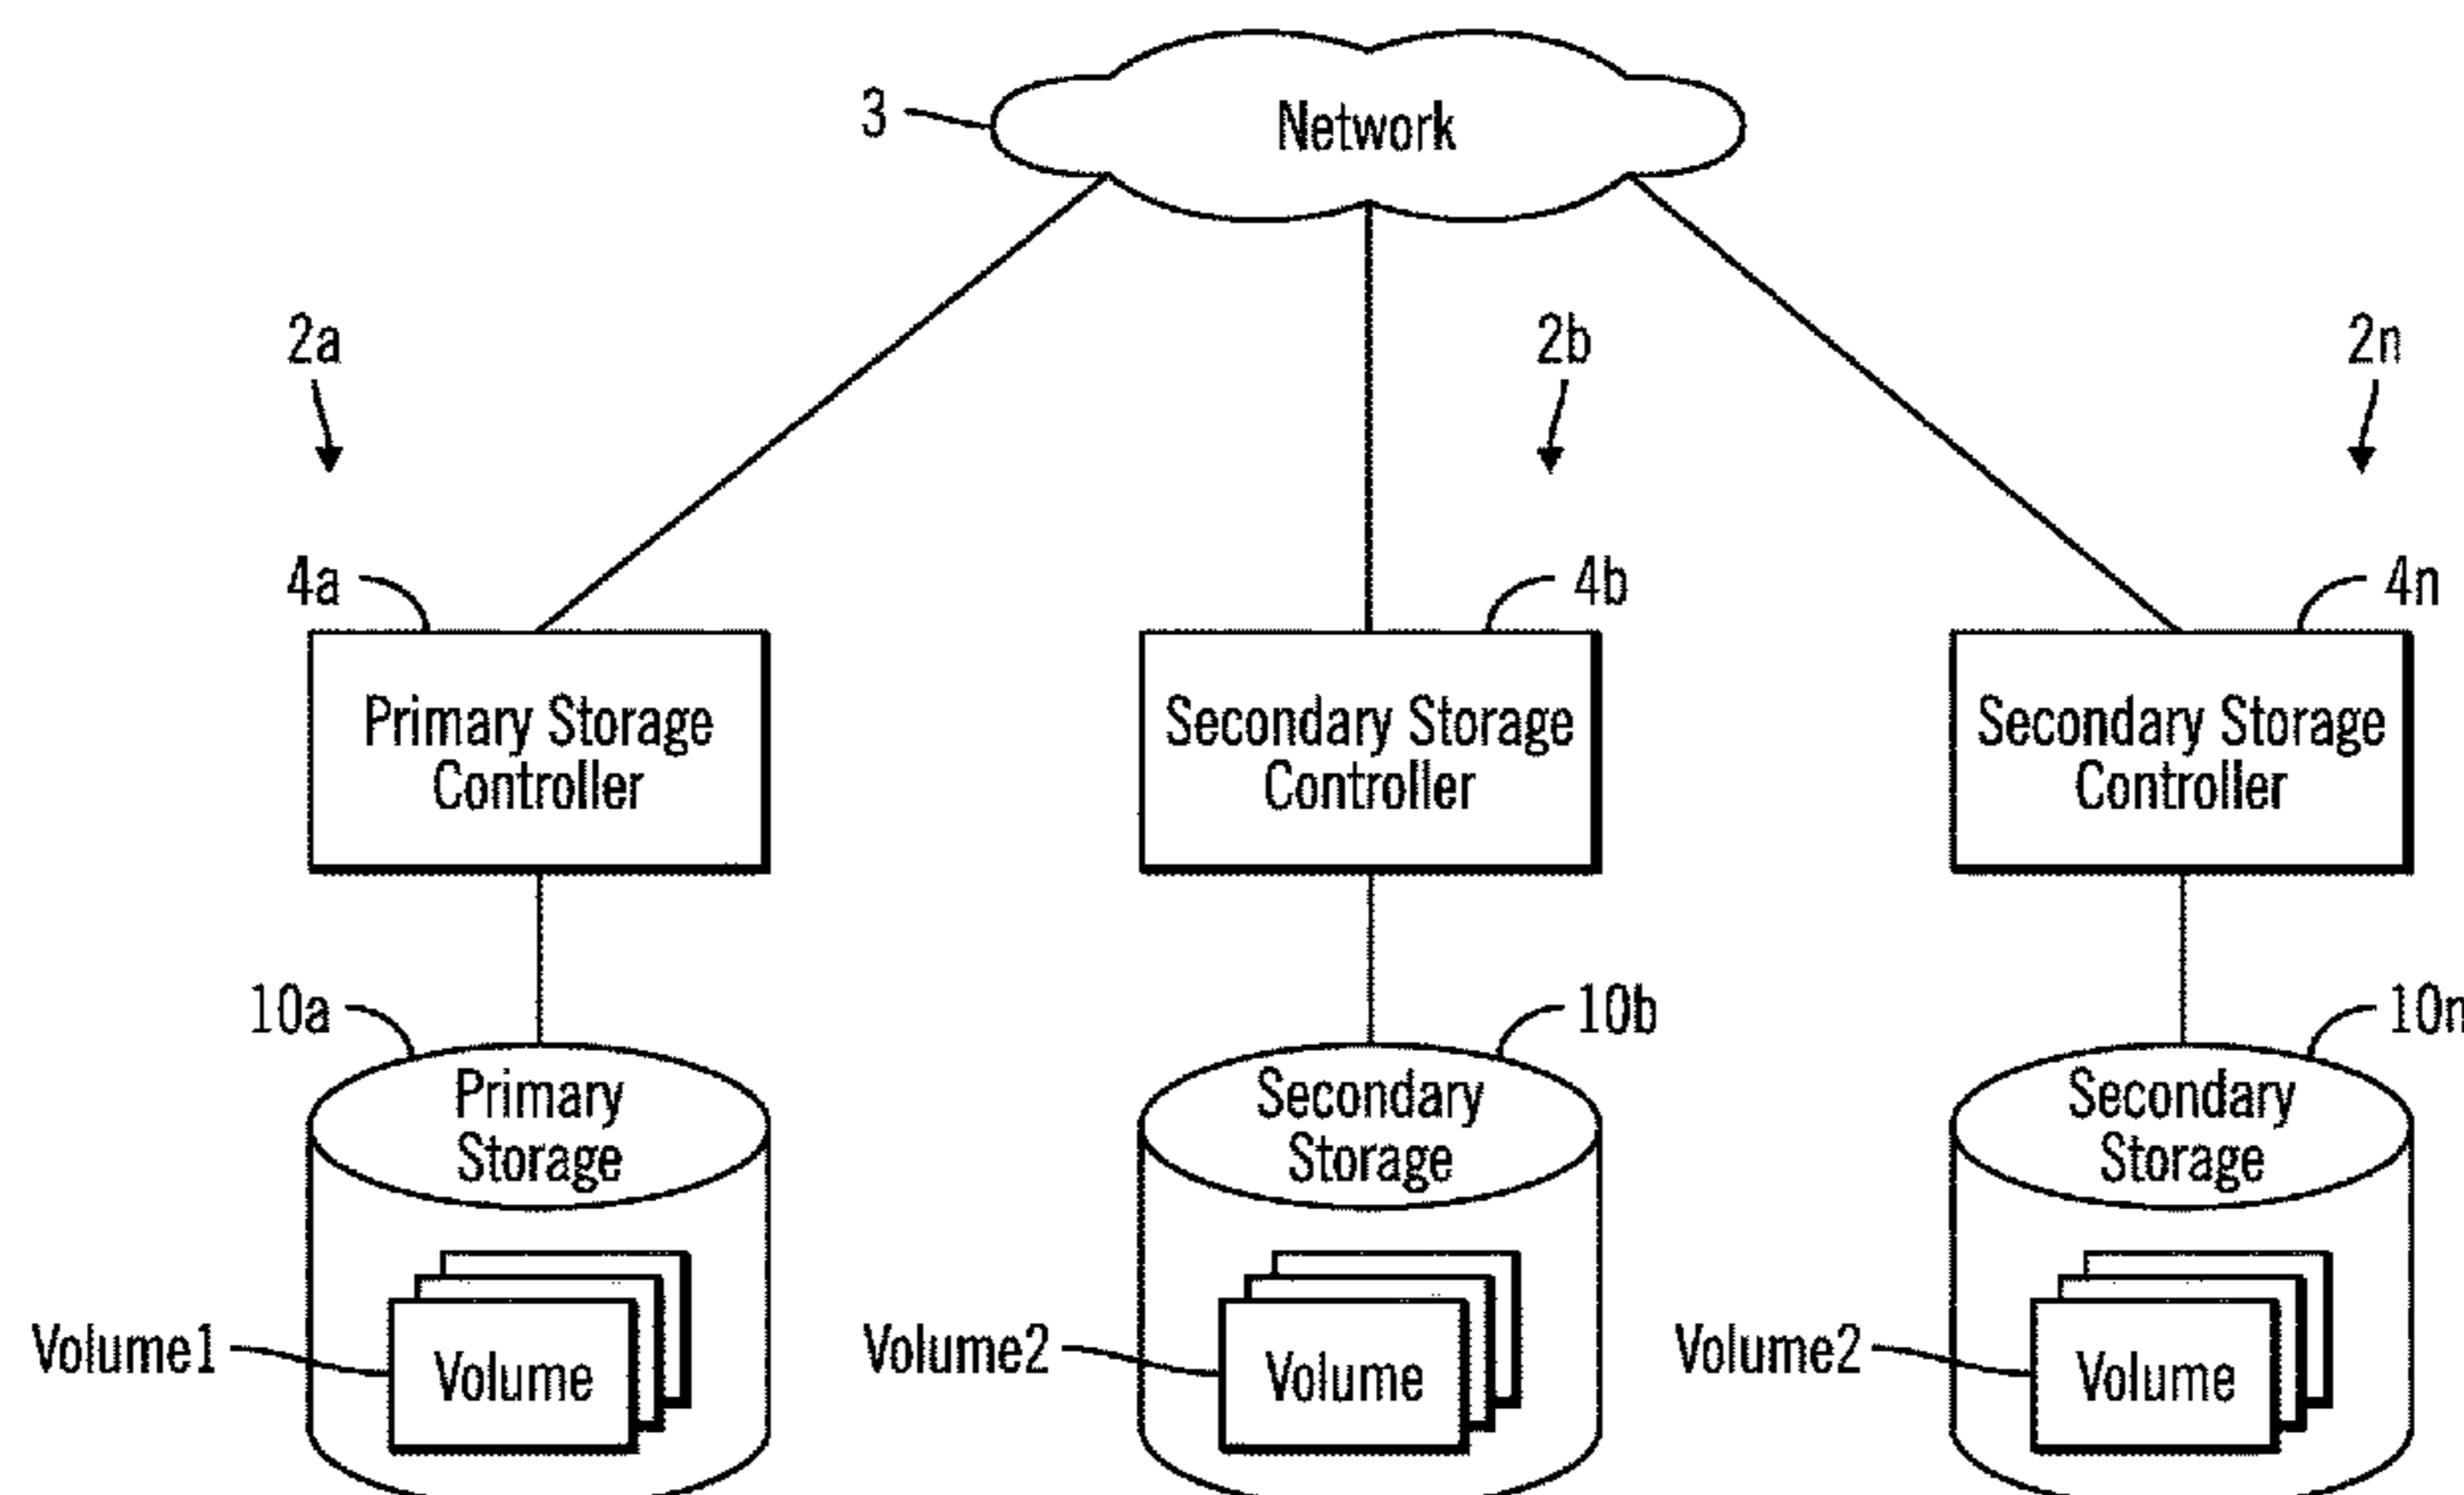 3
Network
2a
2b
2n
4a
4b
4n
Primary Storage
Controller
Secondary Storage
Controller
Secondary Storage
Controller
10a
10b
10n
Primary
Storage
Secondary
Storage
Secondary
Storage
Volume1
Volume
Volume2
Volume
Volume2
Volume